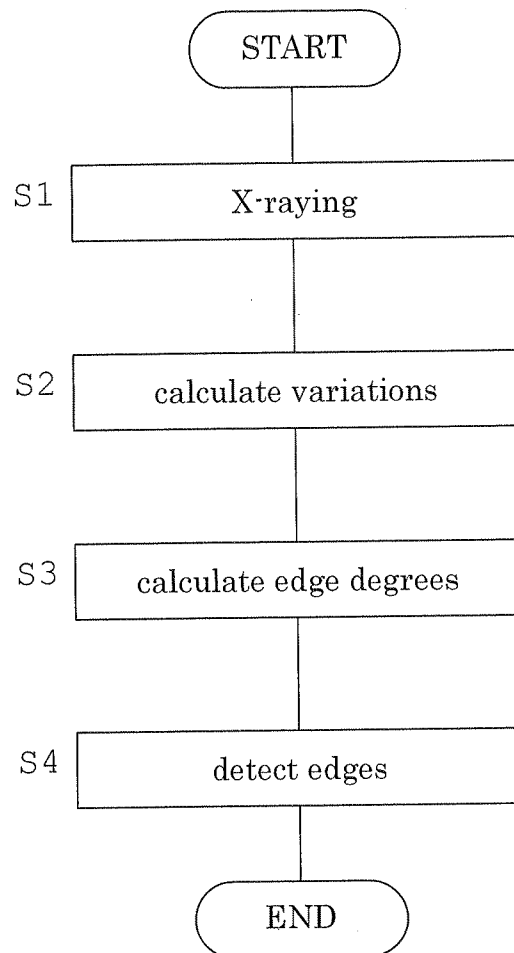 START
S1 X-raying
S2 calculate variations
S3 calculate edge degrees
S4 detect edges
END